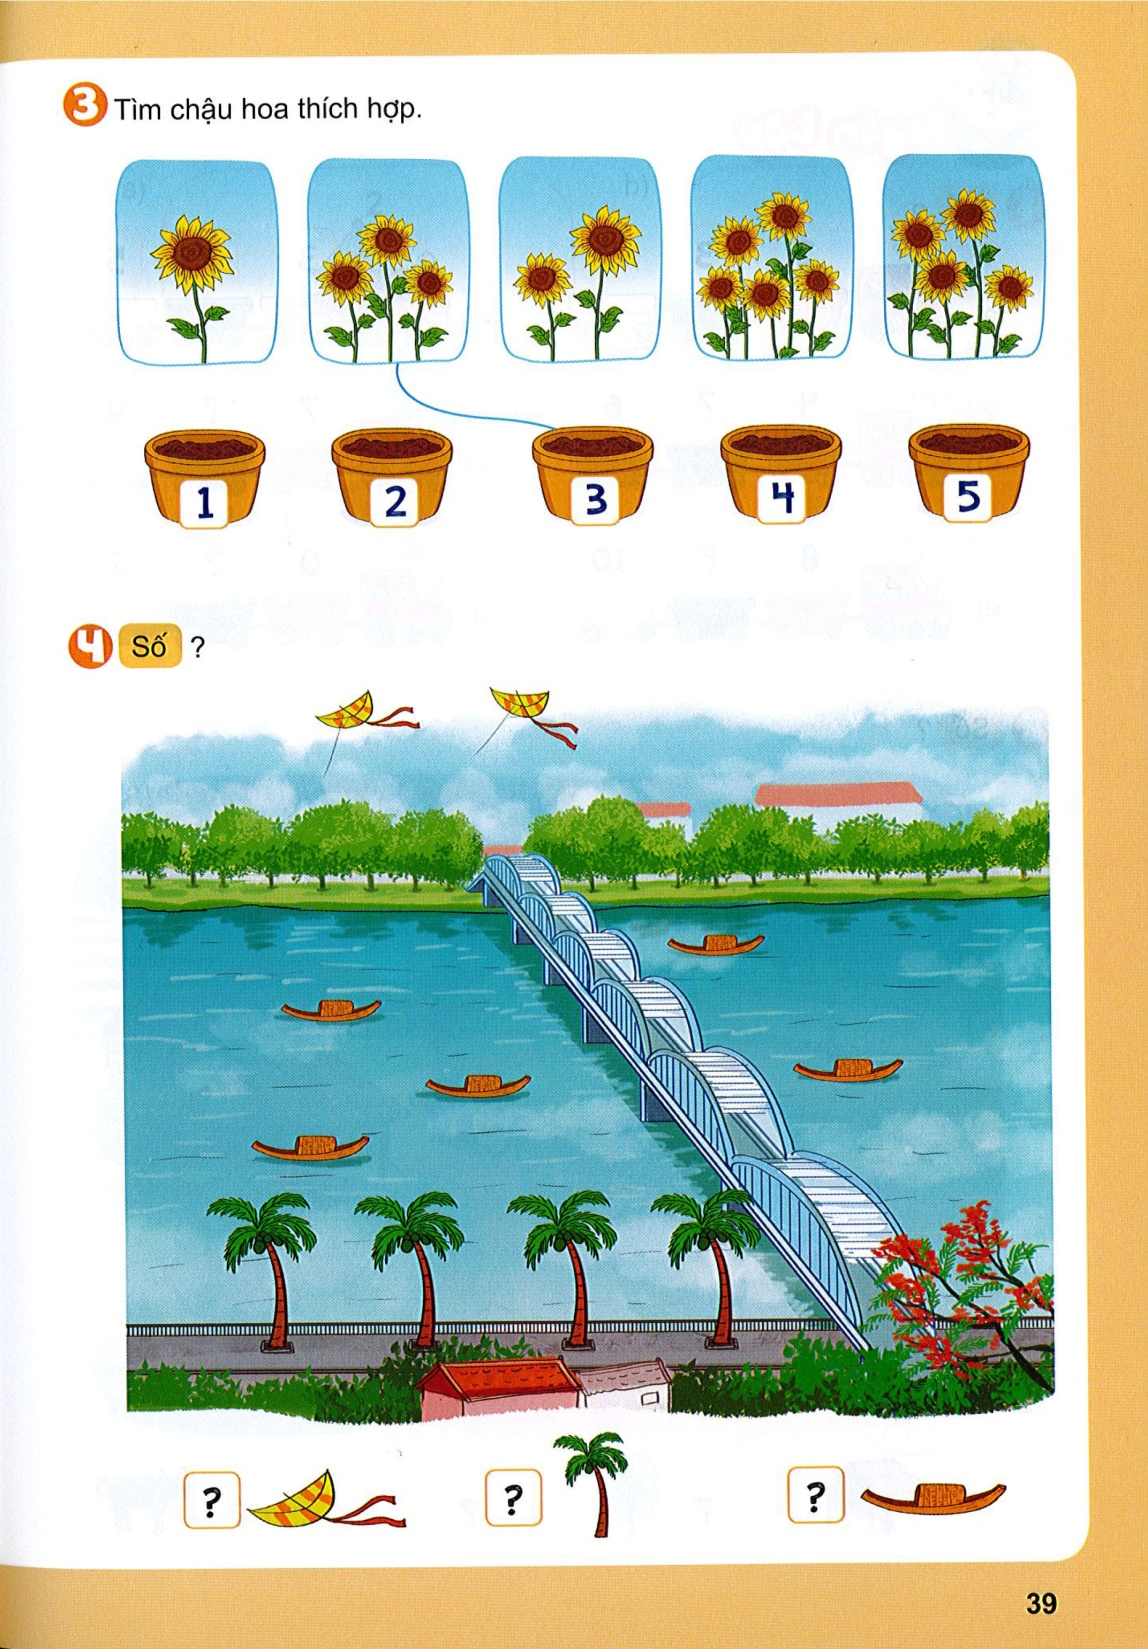 3 Tìm chậu hoa thích hợp.
1 2 3 4 5
4 Số ?
? ? ?
39